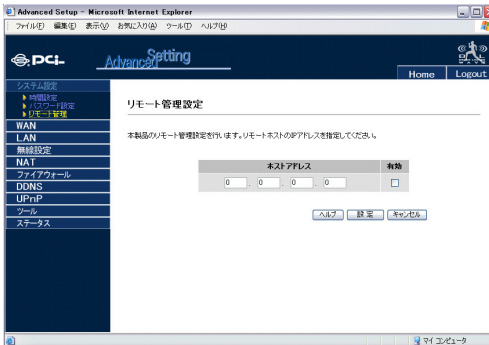 Advanced Setup - Microsoft Internet Explorer
ファイル(F) 編集(E) 表示(V) お気に入り(A) ツール(T) ヘルプ(H)
PCi
Advanced Setting
Home Logout
システム設定
時間設定
パスワード設定
リモート管理
WAN
LAN
無線設定
NAT
ファイアウォール
DDNS
UPnP
ツール
ステータス
リモート管理設定
本製品のリモート管理設定を行います。リモートホストのIPアドレスを指定してください。
ホストアドレス 有効
0 . 0 . 0 . 0
ヘルプ 設 定 キャンセル
マイ コンピュータ